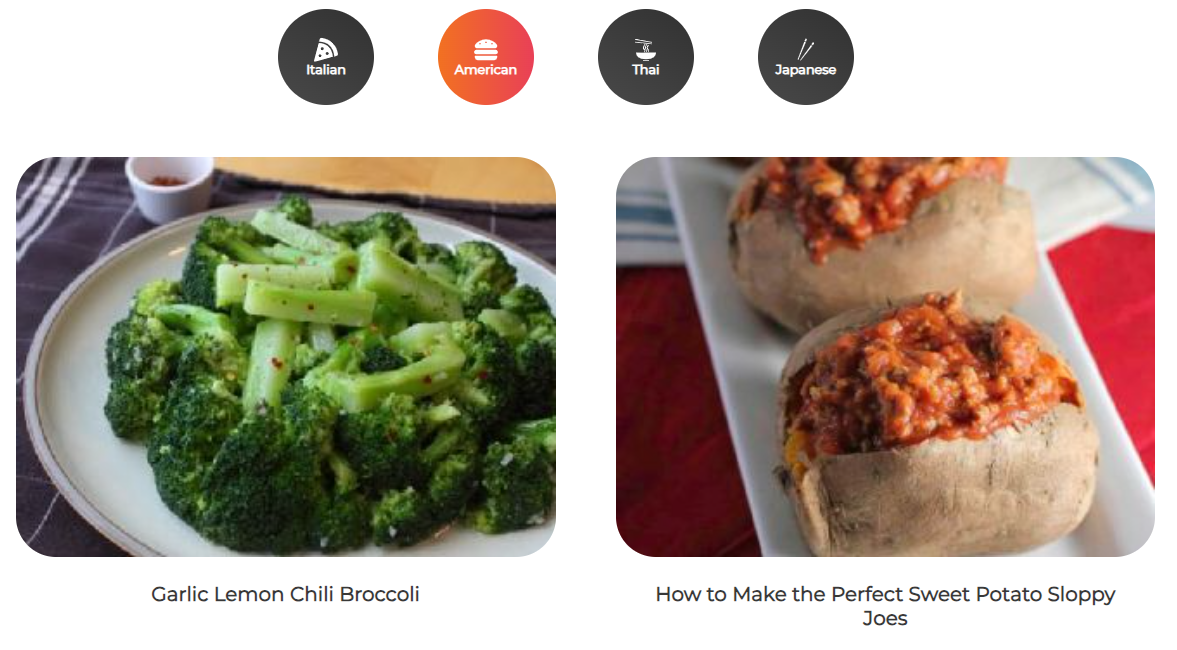 Italian
American
Thai
Japanese
Garlic Lemon Chili Broccoli
How to Make the Perfect Sweet Potato Sloppy
Joes